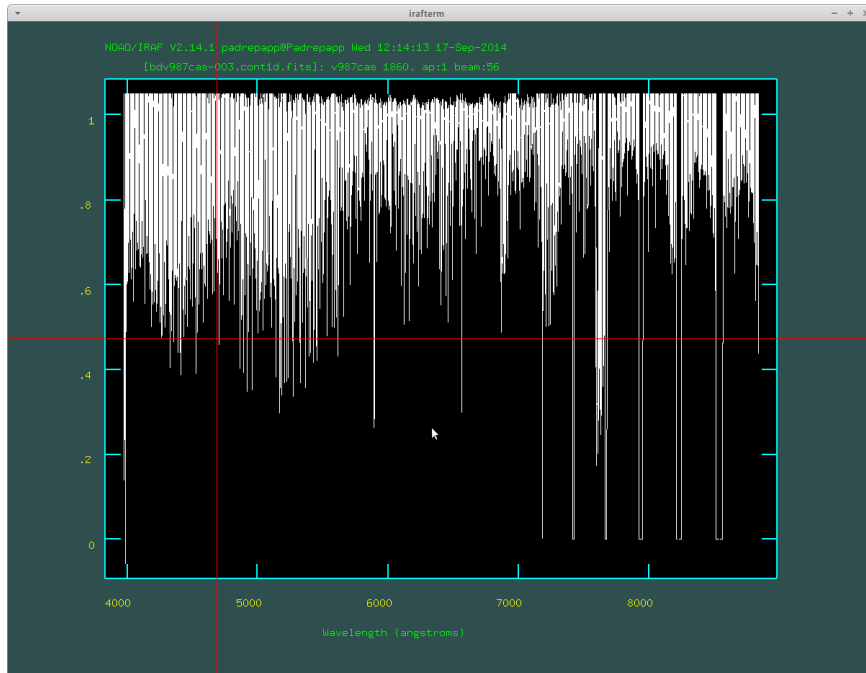 irafterm
NOAO/IRAF V2.14.1 padrepapp@Padrepapp Wed 12:14:13 17-Sep-2014
[bdv987cas-003.cont1d.fits]: v987cas 1860. ap:1 beam:56
1
.8
.6
.4
.2
0
4000 5000 6000 7000 8000
Wavelength (angstroms)